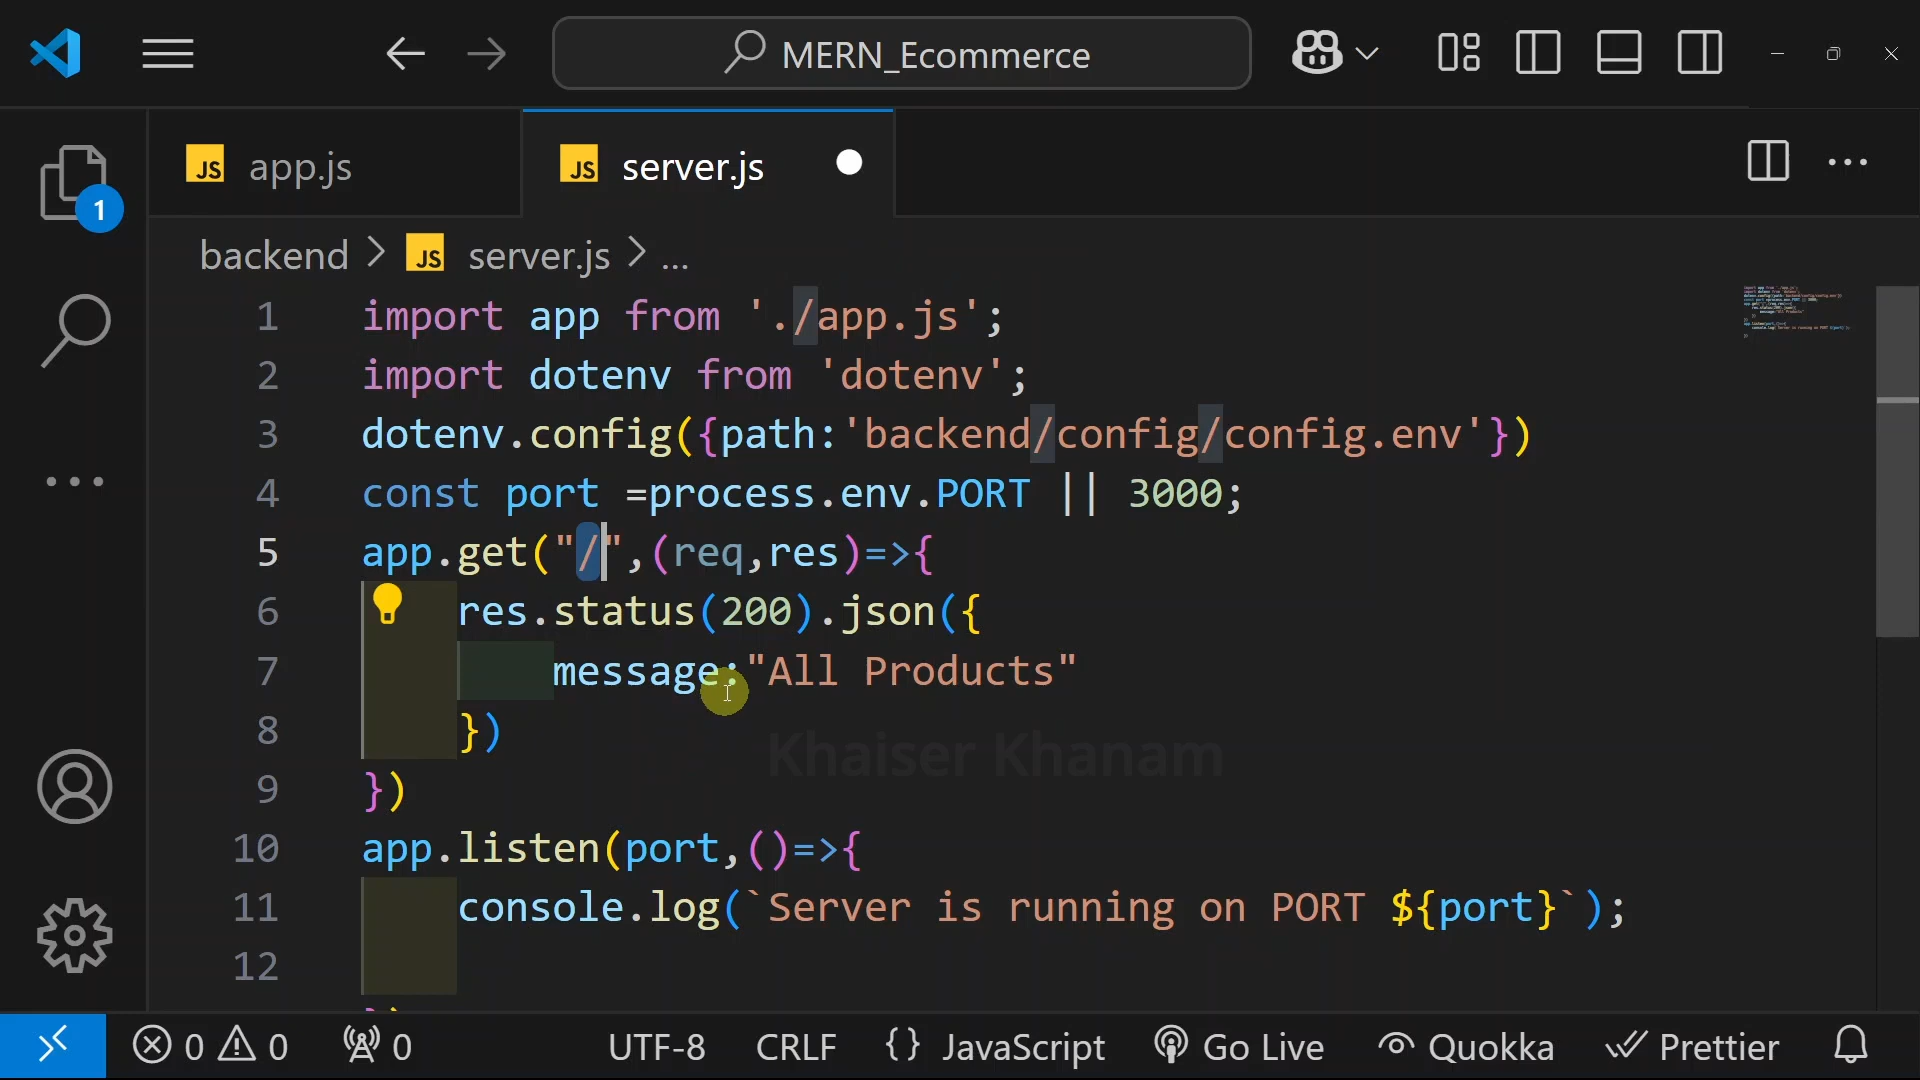 MERN_Ecommerce
JS app.js
JS server.js
1
backend > JS server.js > ...
1 import app from './app.js';
2 import dotenv from 'dotenv';
3 dotenv.config({path:'backend/config/config.env'})
4 const port =process.env.PORT || 3000;
5 app.get("/",(req,res)=>{
6 res.status(200).json({
7 message:"All Products"
8 })
Khaiser Khanam
9 })
10 app.listen(port,()=>{
11 console.log(`Server is running on PORT ${port}`);
12
0 0 0 UTF-8 CRLF {} JavaScript Go Live Quokka Prettier